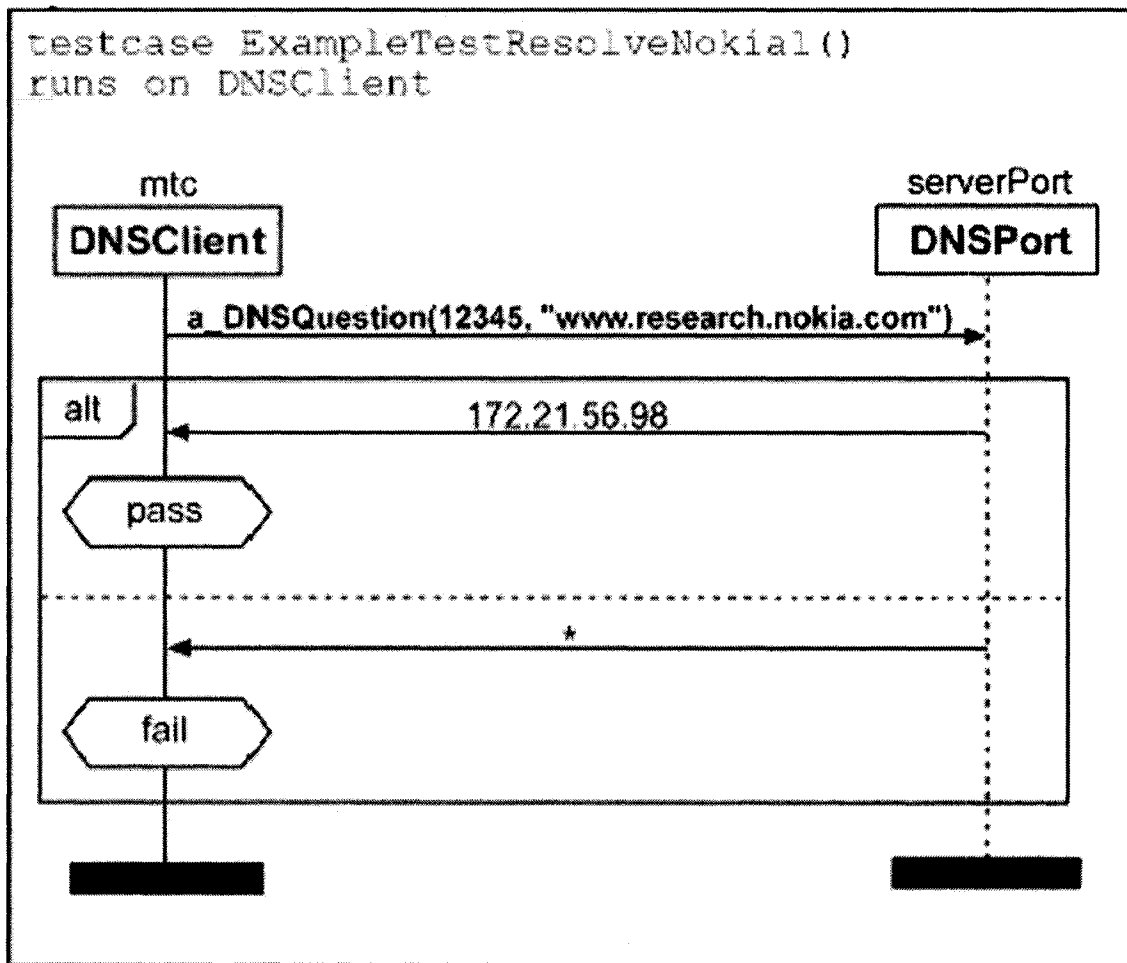 testcase ExampleTestResolveNokia1()
runs on DNSClient
mtc
serverPort
DNSClient
DNSPort
a_DNSQuestion(12345, "www.research.nokia.com")
alt
172.21.56.98
pass
*
fail